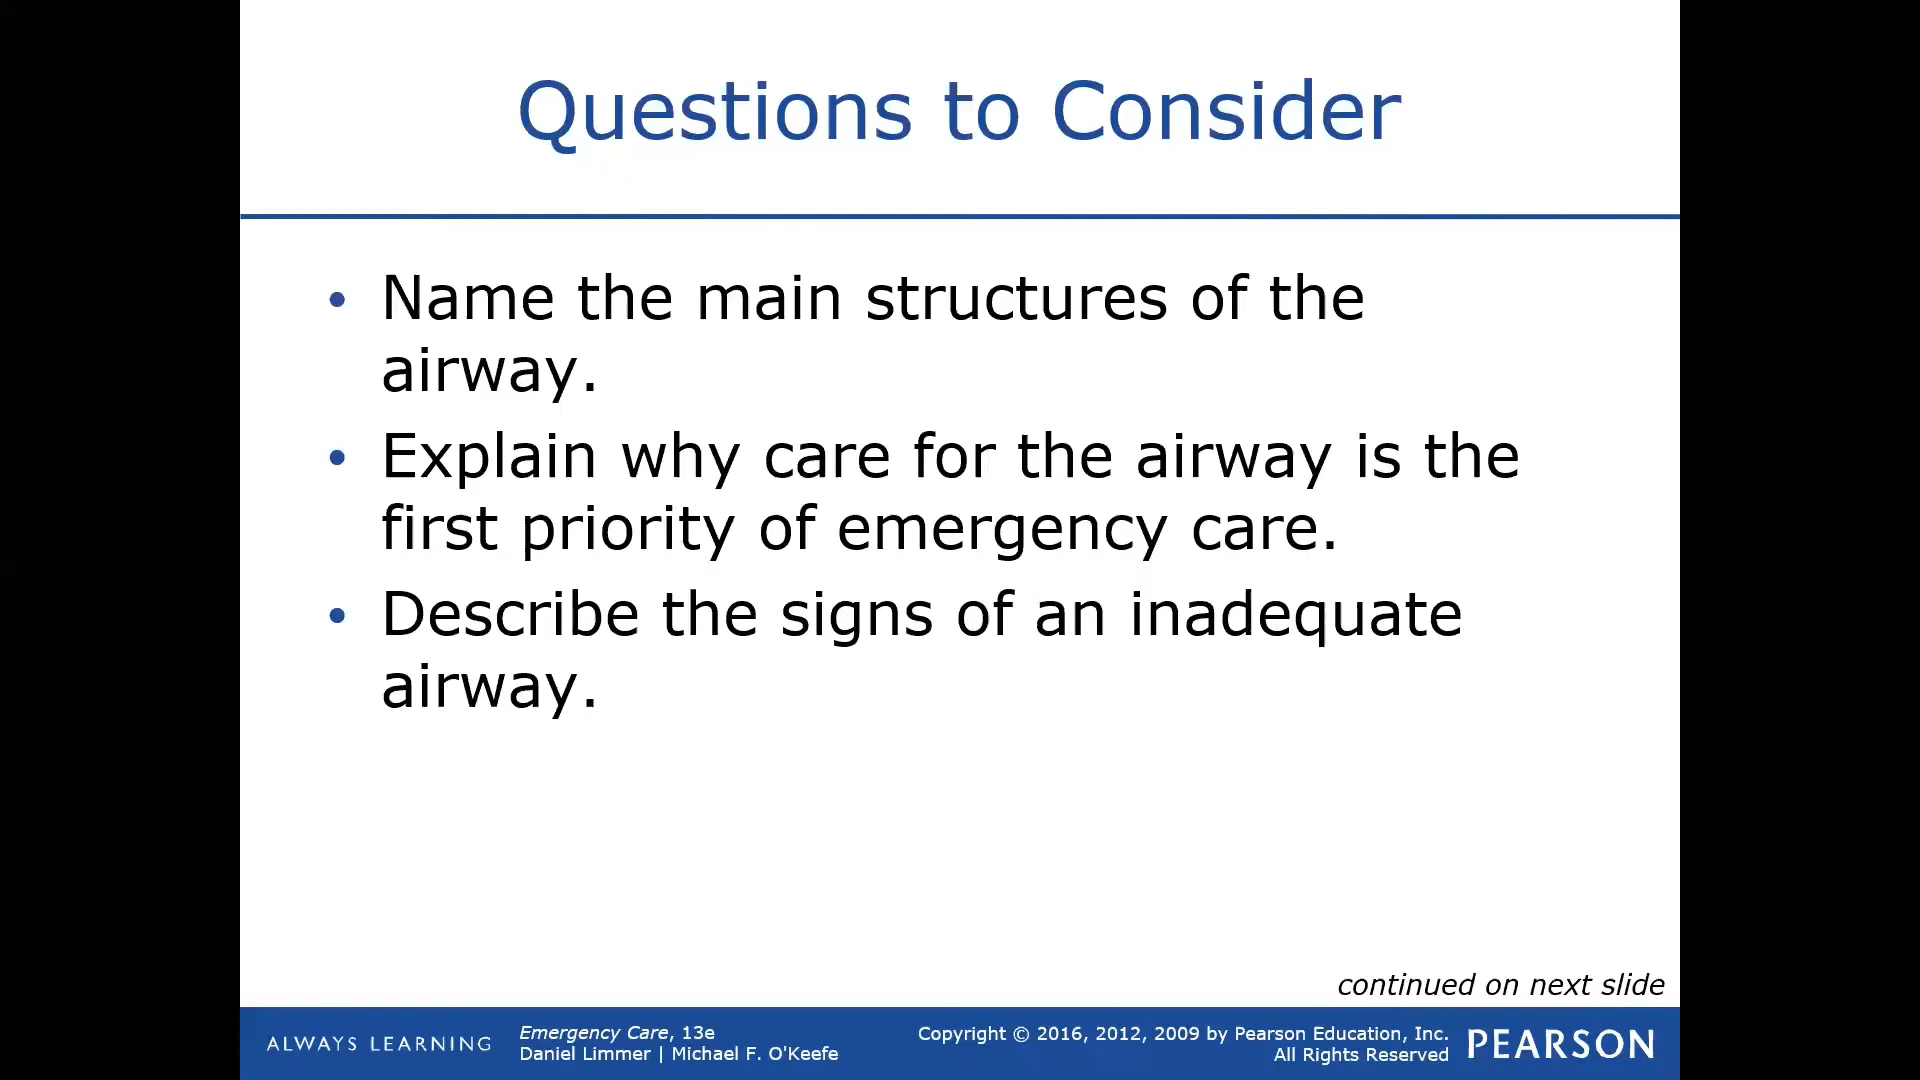 Questions to Consider
• Name the main structures of the
airway.
• Explain why care for the airway is the
first priority of emergency care.
• Describe the signs of an inadequate
airway.
continued on next slide
ALWAYS LEARNING
Emergency Care, 13e
Daniel Limmer | Michael F. O'Keefe
Copyright © 2016, 2012, 2009 by Pearson Education, Inc.
All Rights Reserved
PEARSON